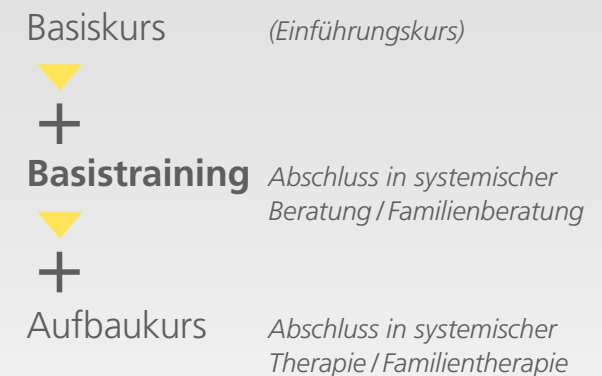 Basiskurs (Einführungskurs)
+
Basistraining Abschluss in systemischer
Beratung / Familienberatung
+
Aufbaukurs Abschluss in systemischer
Therapie / Familientherapie